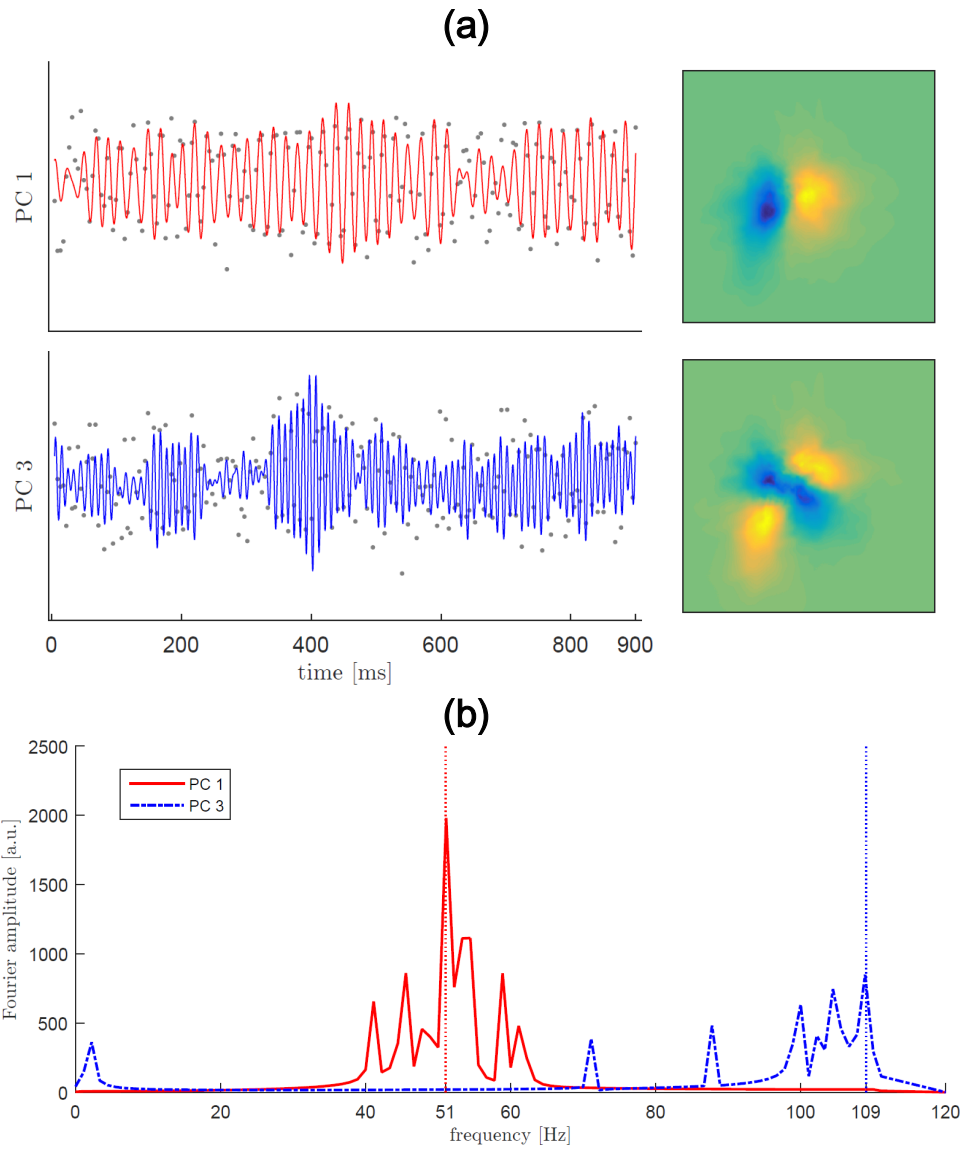 (a)
PC 1
PC 3
0 200 400 600 800 900
time [ms]
(b)
2500
2000
1500
1000
500
0
Fourier amplitude [a.u.]
PC 1
PC 3
0 20 40 51 60 80 100 109 120
frequency [Hz]